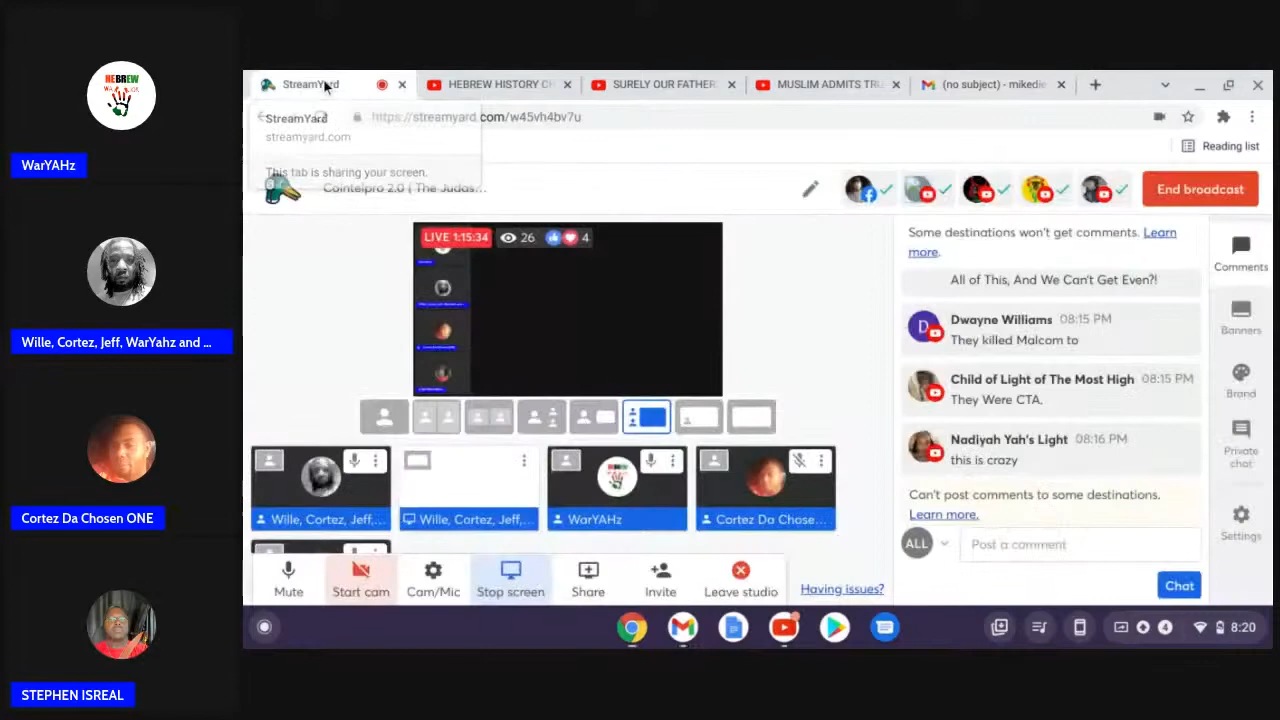 HEBREW
WarYAHz
Wille, Cortez, Jeff, WarYahz and ...
Cortez Da Chosen ONE
STEPHEN ISREAL
StreamYard
HEBREW HISTORY CH
SURELY OUR FATHER
MUSLIM ADMITS TR
(no subject) - mikedie
https://streamyard.com/w45vh4bv7u
StreamYard
streamyard.com
This tab is sharing your screen.
Reading list
Cointelpro 2.0 ( The Judas...
End broadcast
LIVE 1:15:34
26
4
Some destinations won't get comments. Learn
more.
All of This, And We Can't Get Even?!
D
Dwayne Williams 08:15 PM
They killed Malcom to
Child of Light of The Most High 08:15 PM
They Were CTA.
Nadiyah Yah's Light 08:16 PM
this is crazy
Can't post comments to some destinations.
Learn more.
ALL
Post a comment
Chat
Comments
Banners
Brand
Private
chat
Settings
Wille, Cortez, Jeff,...
Wille, Cortez, Jeff,...
WarYAHz
Cortez Da Chose...
Mute
Start cam
Cam/Mic
Stop screen
Share
Invite
Leave studio
Having issues?
4
8:20